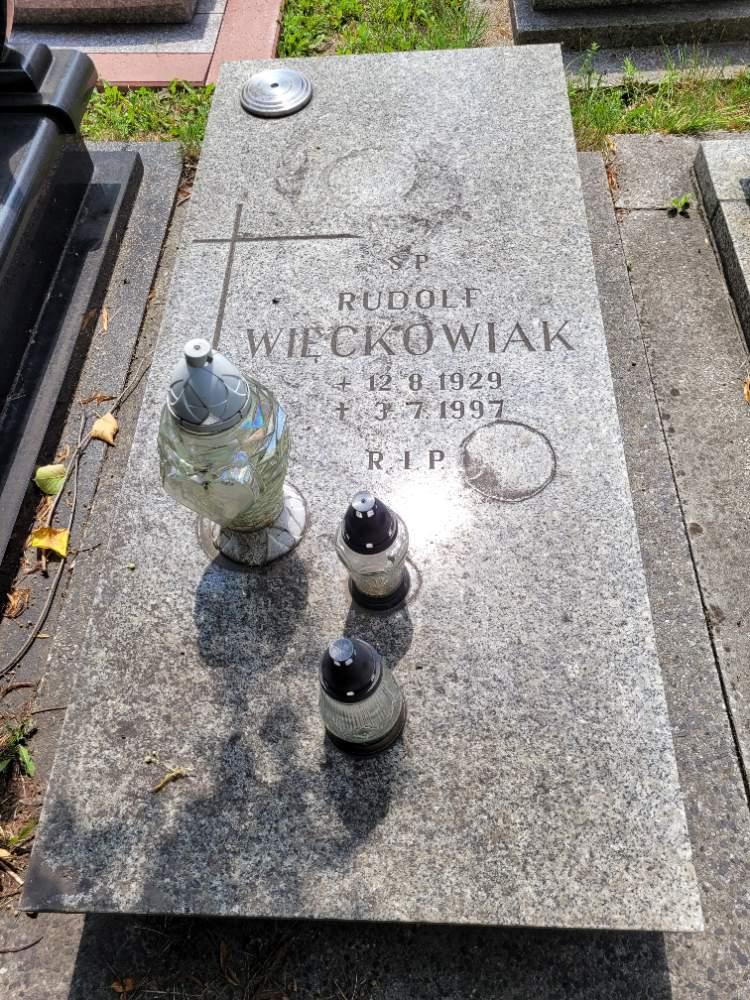 ŚP
RUDOLF
WIĘCKOWIAK
+ 12 8 1929
† 3 7 1997
R I P